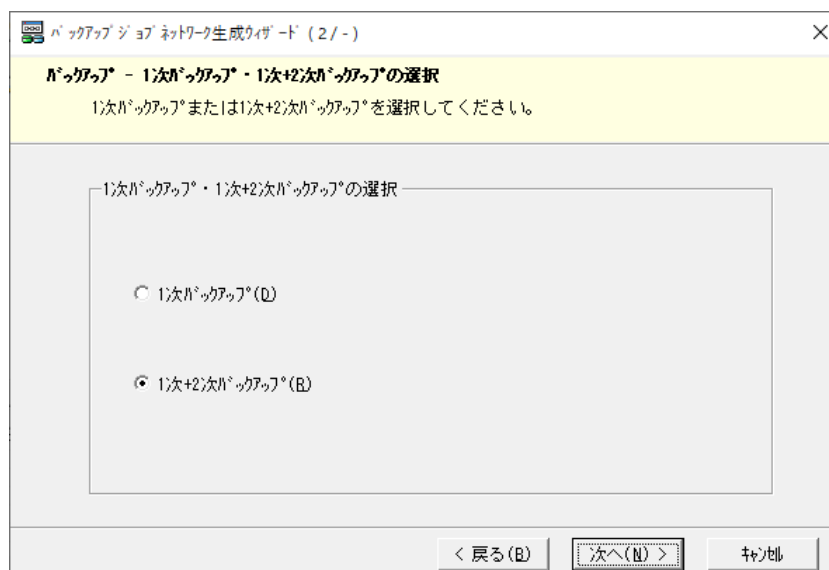 ﾊﾞｯｸｱｯﾌﾟｼﾞｮﾌﾞﾈｯﾄﾜｰｸ生成ｳｨｻﾞｰﾄﾞ(2/-)
ﾊﾞｯｸｱｯﾌﾟ - 1次ﾊﾞｯｸｱｯﾌﾟ・1次+2次ﾊﾞｯｸｱｯﾌﾟの選択
1次ﾊﾞｯｸｱｯﾌﾟまたは1次+2次ﾊﾞｯｸｱｯﾌﾟを選択してください。
1次ﾊﾞｯｸｱｯﾌﾟ・1次+2次ﾊﾞｯｸｱｯﾌﾟの選択
1次ﾊﾞｯｸｱｯﾌﾟ(D)
1次+2次ﾊﾞｯｸｱｯﾌﾟ(R)
< 戻る(B) 次へ(N) > ｷｬﾝｾﾙ